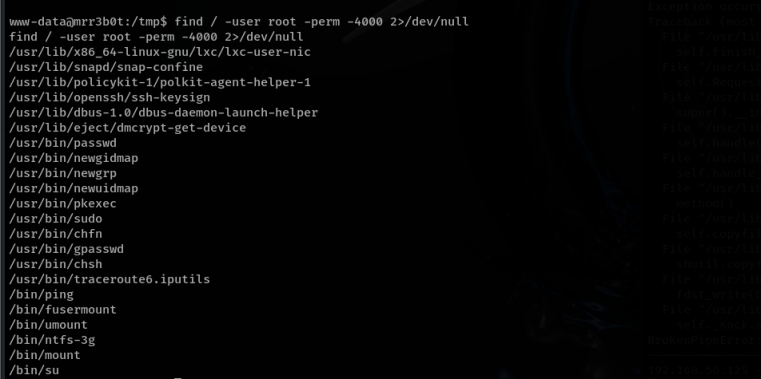 www-data@mrr3b0t:/tmp$ find / -user root -perm -4000 2>/dev/null
find / -user root -perm -4000 2>/dev/null
/usr/lib/x86_64-linux-gnu/lxc/lxc-user-nic
/usr/lib/snapd/snap-confine
/usr/lib/policykit-1/polkit-agent-helper-1
/usr/lib/openssh/ssh-keysign
/usr/lib/dbus-1.0/dbus-daemon-launch-helper
/usr/lib/eject/dmcrypt-get-device
/usr/bin/passwd
/usr/bin/newgidmap
/usr/bin/newgrp
/usr/bin/newuidmap
/usr/bin/pkexec
/usr/bin/sudo
/usr/bin/chfn
/usr/bin/gpasswd
/usr/bin/chsh
/usr/bin/traceroute6.iputils
/bin/ping
/bin/fusermount
/bin/umount
/bin/ntfs-3g
/bin/mount
/bin/su